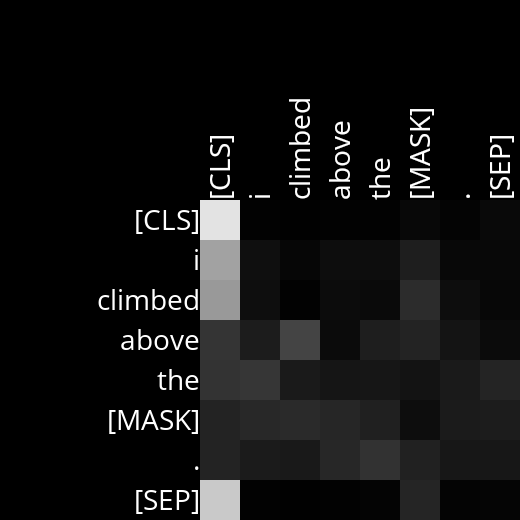 [CLS] i climbed above the [MASK] . [SEP]
[CLS]
i
climbed
above
the
[MASK]
.
[SEP]